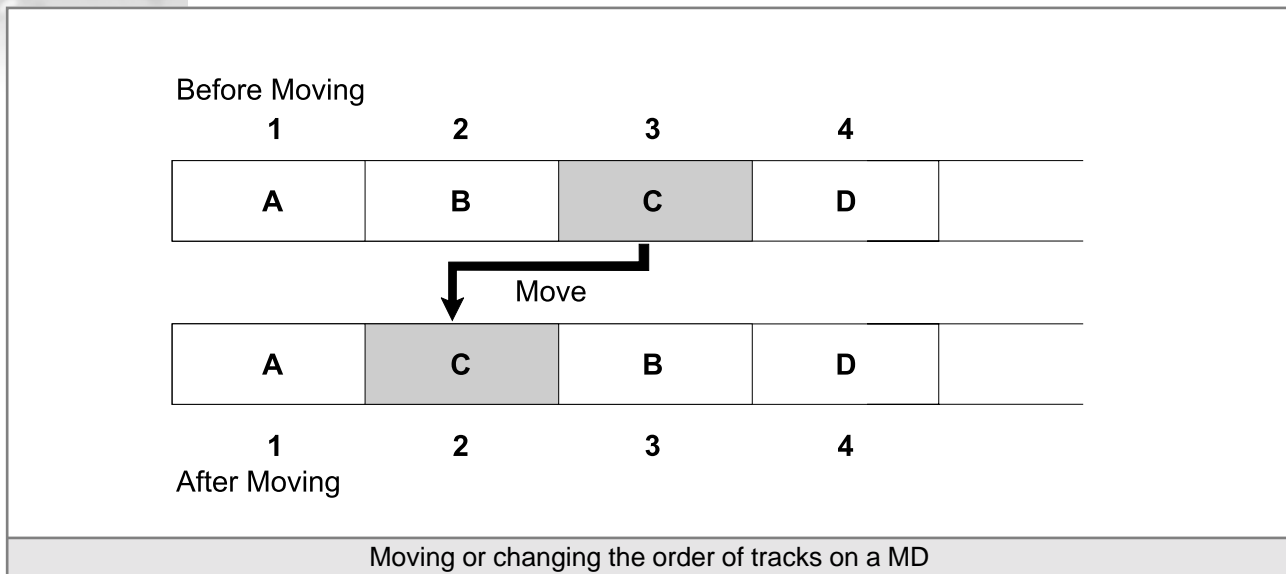 Before Moving
1 2 3 4
A B C D
Move
A C B D
1 2 3 4
After Moving
Moving or changing the order of tracks on a MD